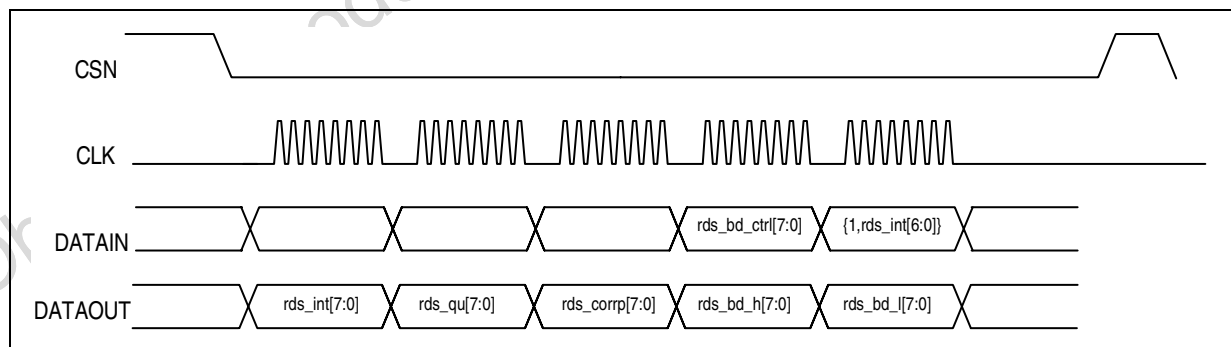 CSN
CLK
DATAIN
rds_bd_ctrl[7:0]
{1,rds_int[6:0]}
DATAOUT
rds_int[7:0]
rds_qu[7:0]
rds_corrp[7:0]
rds_bd_h[7:0]
rds_bd_l[7:0]